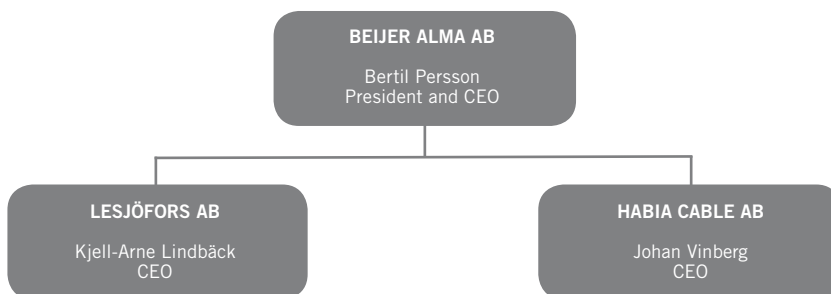 BEIJER ALMA AB
Bertil Persson
President and CEO
LESJÖFORS AB
Kjell-Arne Lindbäck
CEO
HABIA CABLE AB
Johan Vinberg
CEO